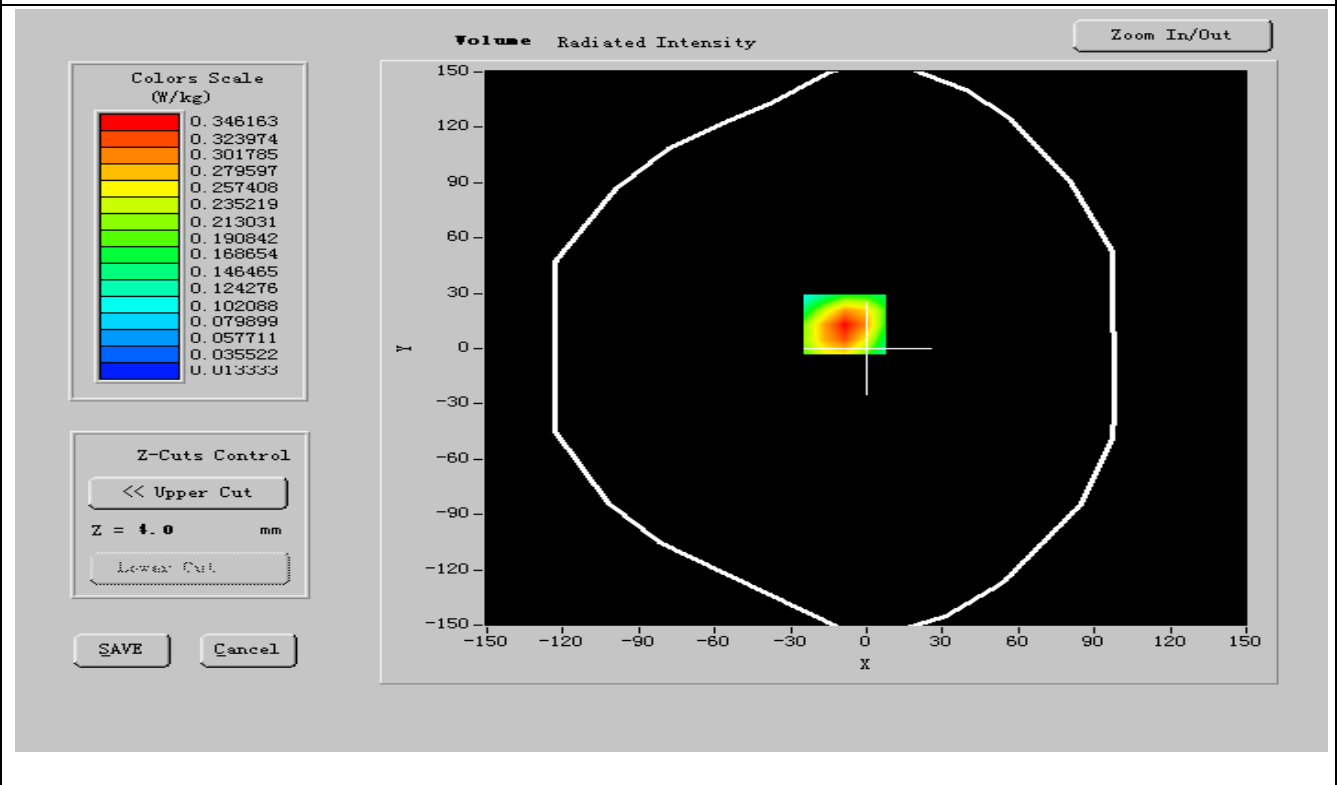 Volume Radiated Intensity
Zoom In/Out
Colors Scale
(W/kg)
0.346163
0.323974
0.301785
0.279597
0.257408
0.235219
0.213031
0.190842
0.168654
0.146465
0.124276
0.102088
0.079899
0.057711
0.035522
0.013333
Z-Cuts Control
<< Upper Cut
Z = 4.0 mm
Lower Cut
SAVE
Cancel
150
120
90
60
30
0
-30
-60
-90
-120
-150
Y
-150 -120 -90 -60 -30 0 30 60 90 120 150
X